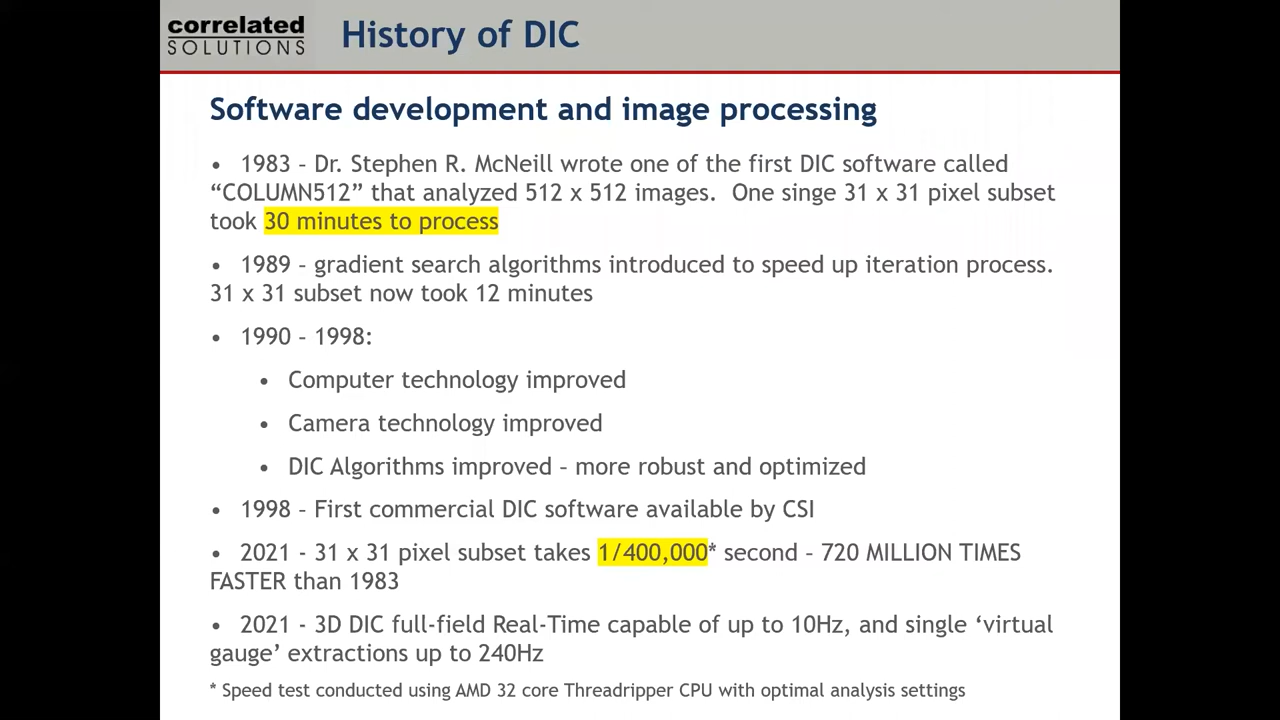 correlated
SOLUTIONS
History of DIC
Software development and image processing
• 1983 – Dr. Stephen R. McNeill wrote one of the first DIC software called
“COLUMN512” that analyzed 512 x 512 images. One singe 31 x 31 pixel subset
took 30 minutes to process
• 1989 – gradient search algorithms introduced to speed up iteration process.
31 x 31 subset now took 12 minutes
• 1990 – 1998:
• Computer technology improved
• Camera technology improved
• DIC Algorithms improved – more robust and optimized
• 1998 – First commercial DIC software available by CSI
• 2021 - 31 x 31 pixel subset takes 1/400,000* second – 720 MILLION TIMES
FASTER than 1983
• 2021 - 3D DIC full-field Real-Time capable of up to 10Hz, and single ‘virtual
gauge’ extractions up to 240Hz
* Speed test conducted using AMD 32 core Threadripper CPU with optimal analysis settings